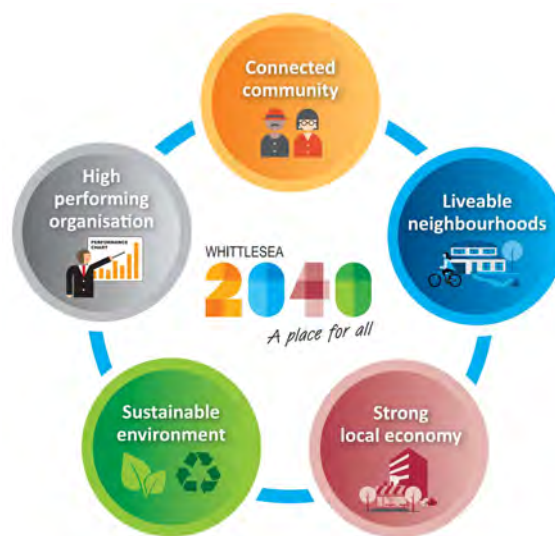 Connected
community
High
performing
organisation
PERFORMANCE
CHART
Liveable
neighbourhoods
WHITTLESEA
2040
A place for all
Sustainable
environment
Strong
local economy